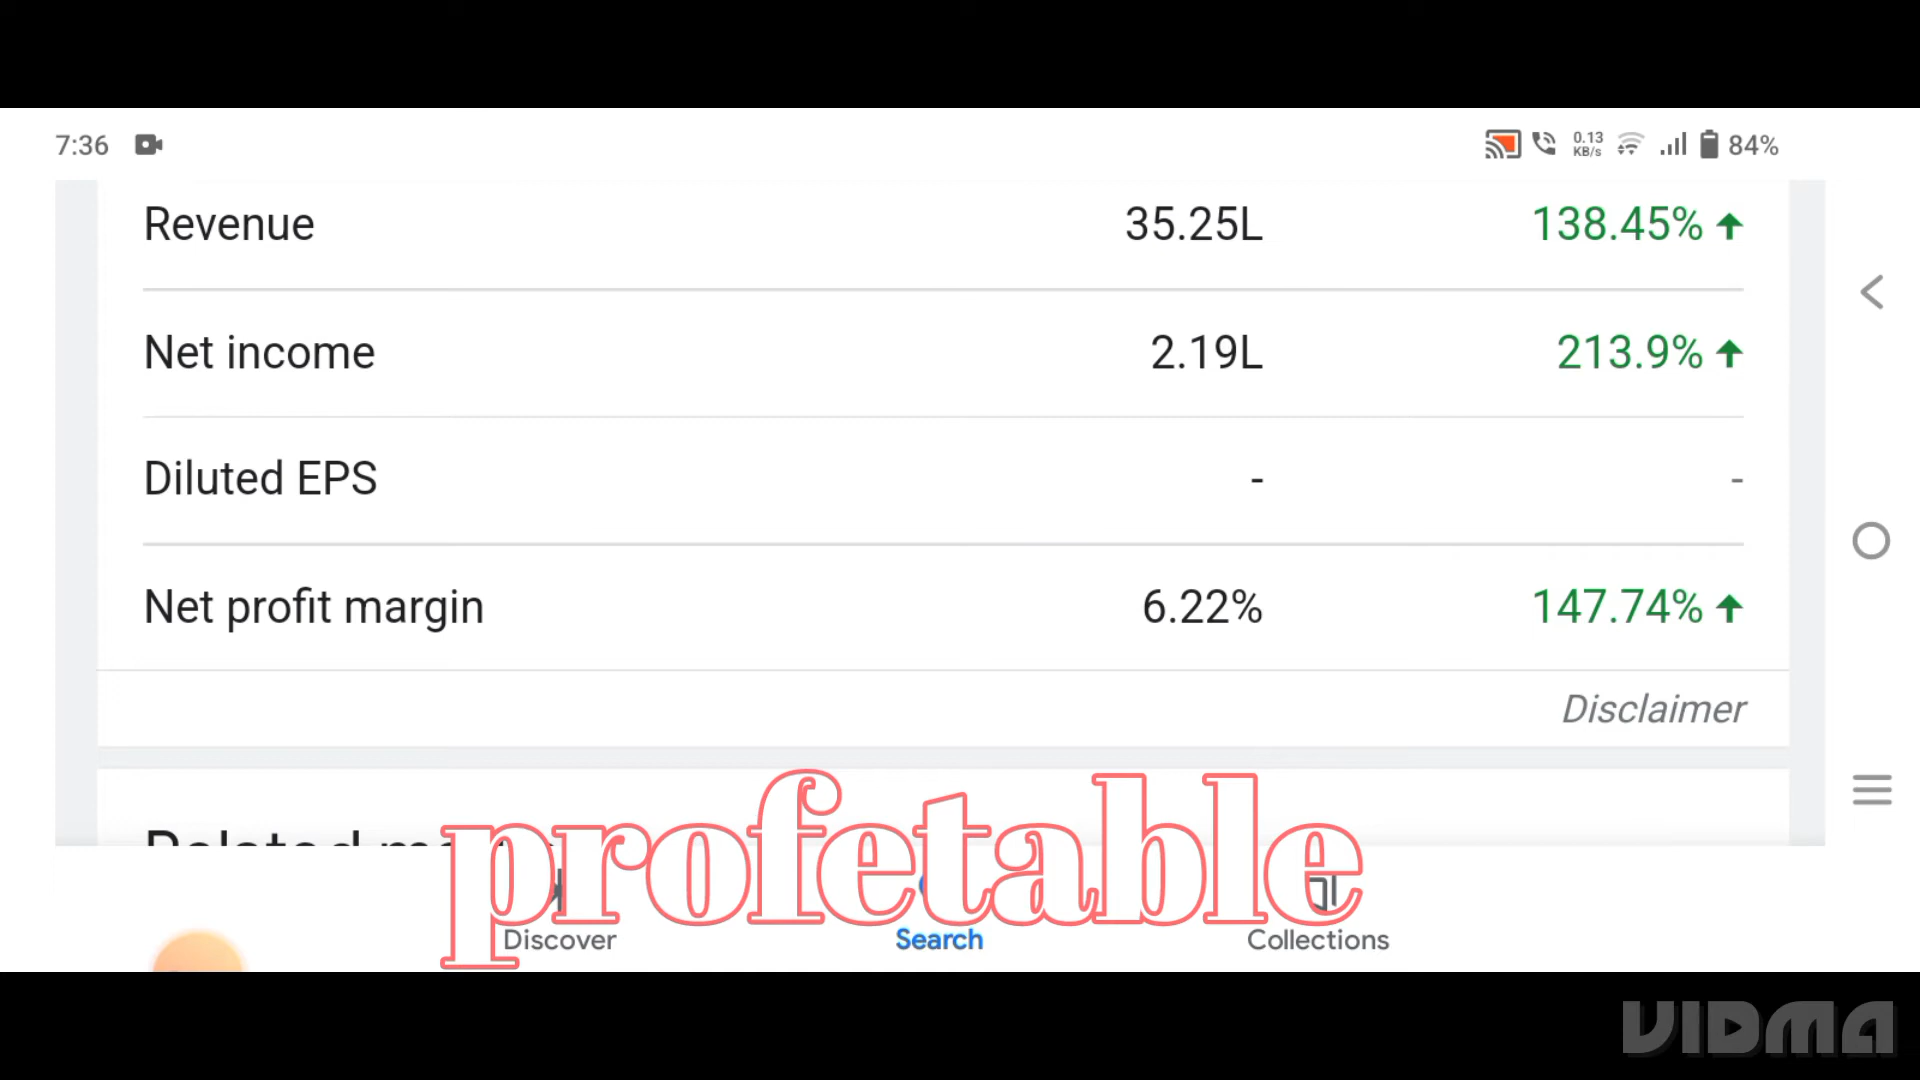 7:36 0.13 KB/s 84%
Revenue 35.25L 138.45%
Net income 2.19L 213.9%
Diluted EPS - -
Net profit margin 6.22% 147.74%
Disclaimer
Related
profetable
Discover Search Collections
VIDMA